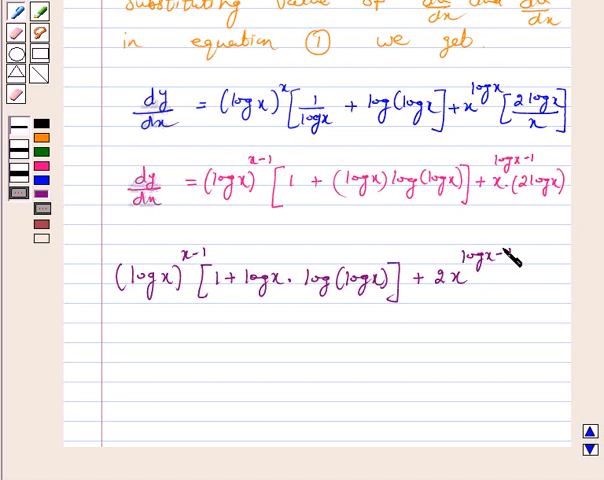 Substituting value of du/dx and dv/dx
in equation ① we get
dy/dx = (log x)^x [1/log x + log(log x)] + x^(log x) [2 log x / x]
dy/dx = (log x)^(x-1) [1 + (log x) log(log x)] + x^(log x-1) · (2 log x)
(log x)^(x-1) [1 + log x · log(log x)] + 2x^(log x-1)